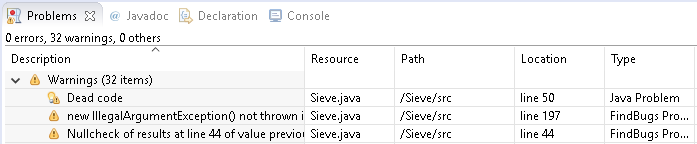 Problems @ Javadoc Declaration Console
0 errors, 32 warnings, 0 others
Description Resource Path Location Type
Warnings (32 items)
Dead code Sieve.java /Sieve/src line 50 Java Problem
new IllegalArgumentException() not thrown i Sieve.java /Sieve/src line 197 FindBugs Pro...
Nullcheck of results at line 44 of value previou Sieve.java /Sieve/src line 44 FindBugs Pro...